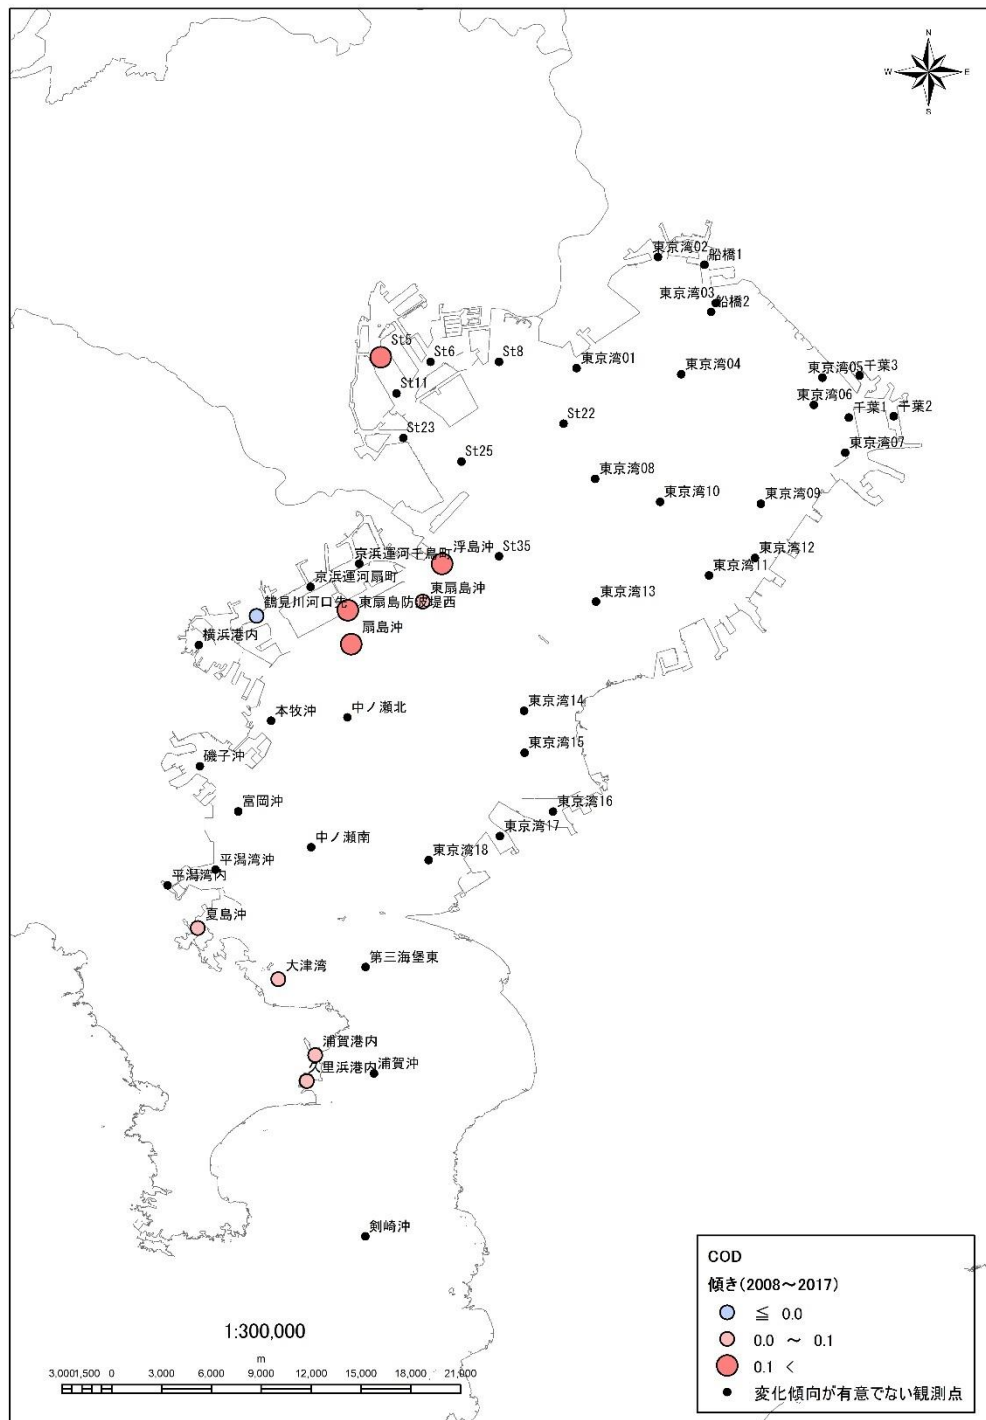 N
W
E
S
東京湾02
船橋1
東京湾03
船橋2
St5
St6
St8
東京湾01
東京湾04
東京湾05
千葉3
St11
東京湾06
千葉1
千葉2
St22
St23
東京湾07
St25
東京湾08
東京湾10
東京湾09
京浜運河千鳥町
浮島沖
St35
東京湾12
東京湾11
京浜運河扇町
東扇島沖
鶴見川河口先
東扇島防波堤西
東京湾13
扇島沖
横浜港内
本牧沖
中ノ瀬北
東京湾14
東京湾15
磯子沖
富岡沖
東京湾16
中ノ瀬南
東京湾17
東京湾18
平潟湾沖
平潟湾内
夏島沖
大津湾
第三海堡東
浦賀港内
久里浜港内
浦賀沖
剣崎沖
COD
傾き(2008～2017)
≦ 0.0
0.0 ～ 0.1
0.1 <
変化傾向が有意でない観測点
1:300,000
m
3,000 1,500 0 3,000 6,000 9,000 12,000 15,000 18,000 21,000